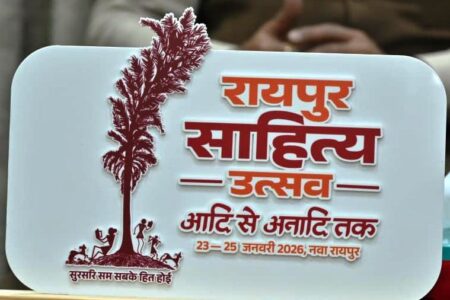 रायपुर
साहित्य
उत्सव
आदि से अनादि तक
23 — 25 जनवरी 2026, नवा रायपुर
सुरसरि सम सबके हित होई